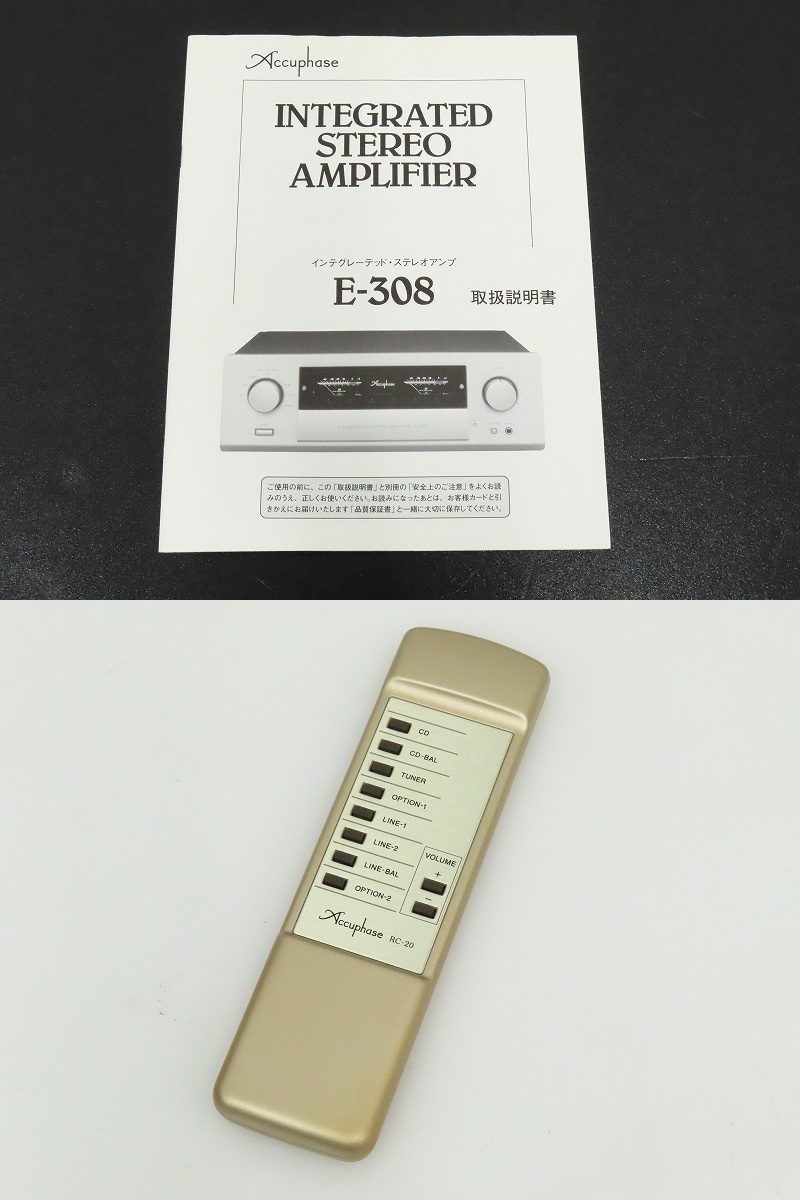 Accuphase
INTEGRATED
STEREO
AMPLIFIER
インテグレーテッド・ステレオアンプ
E-308 取扱説明書
Accuphase
ご使用の前に、この「取扱説明書」と別冊の「安全上のご注意」をよくお読
みのうえ、正しくお使いください。お読みになったあとは、お客様カードと引
きかえにお届けいたします「品質保証書」と一緒に大切に保存してください。
CD
CD-BAL
TUNER
OPTION-1
LINE-1
LINE-2
LINE-BAL
OPTION-2
VOLUME
+
−
Accuphase RC-20